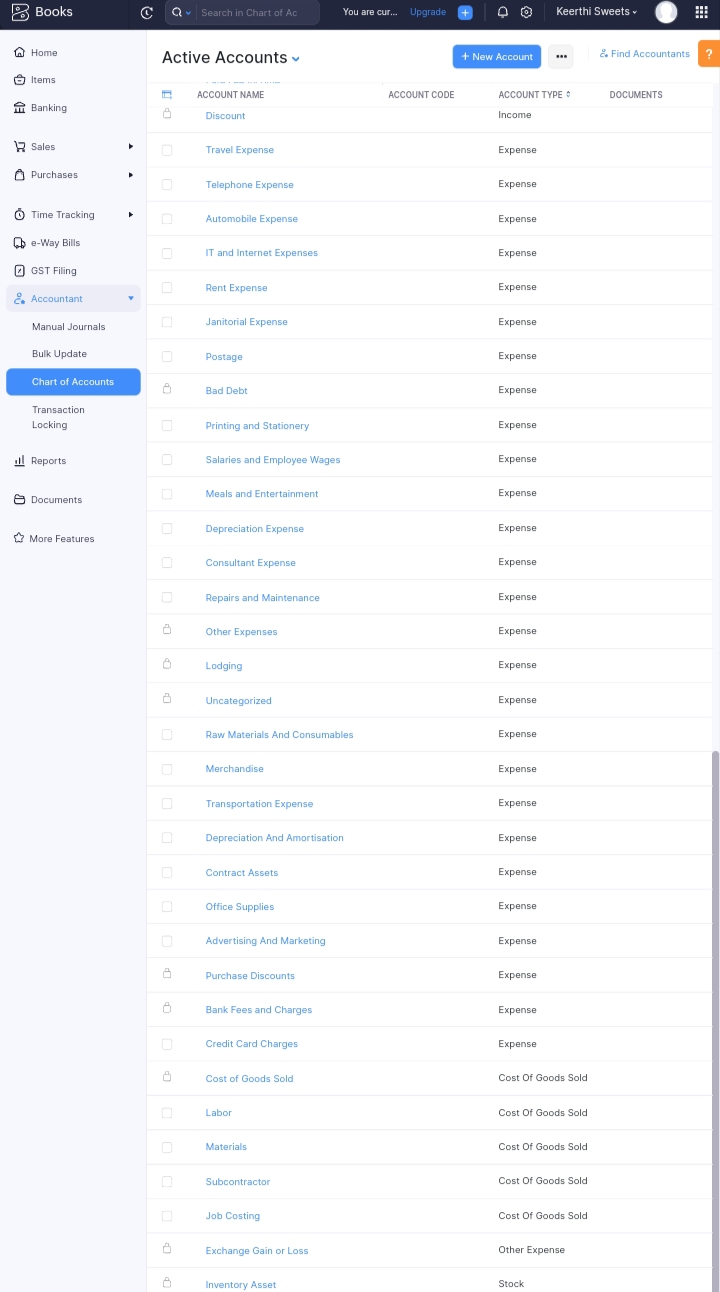 Books
Search in Chart of Ac
You are cur...
Upgrade
Keerthi Sweets
Home
Items
Banking
Sales
Purchases
Time Tracking
e-Way Bills
GST Filing
Accountant
Manual Journals
Bulk Update
Chart of Accounts
Transaction
Locking
Reports
Documents
More Features
Active Accounts
+ New Account
Find Accountants
?
ACCOUNT NAME ACCOUNT CODE ACCOUNT TYPE DOCUMENTS
Discount Income
Travel Expense Expense
Telephone Expense Expense
Automobile Expense Expense
IT and Internet Expenses Expense
Rent Expense Expense
Janitorial Expense Expense
Postage Expense
Bad Debt Expense
Printing and Stationery Expense
Salaries and Employee Wages Expense
Meals and Entertainment Expense
Depreciation Expense Expense
Consultant Expense Expense
Repairs and Maintenance Expense
Other Expenses Expense
Lodging Expense
Uncategorized Expense
Raw Materials And Consumables Expense
Merchandise Expense
Transportation Expense Expense
Depreciation And Amortisation Expense
Contract Assets Expense
Office Supplies Expense
Advertising And Marketing Expense
Purchase Discounts Expense
Bank Fees and Charges Expense
Credit Card Charges Expense
Cost of Goods Sold Cost Of Goods Sold
Labor Cost Of Goods Sold
Materials Cost Of Goods Sold
Subcontractor Cost Of Goods Sold
Job Costing Cost Of Goods Sold
Exchange Gain or Loss Other Expense
Inventory Asset Stock